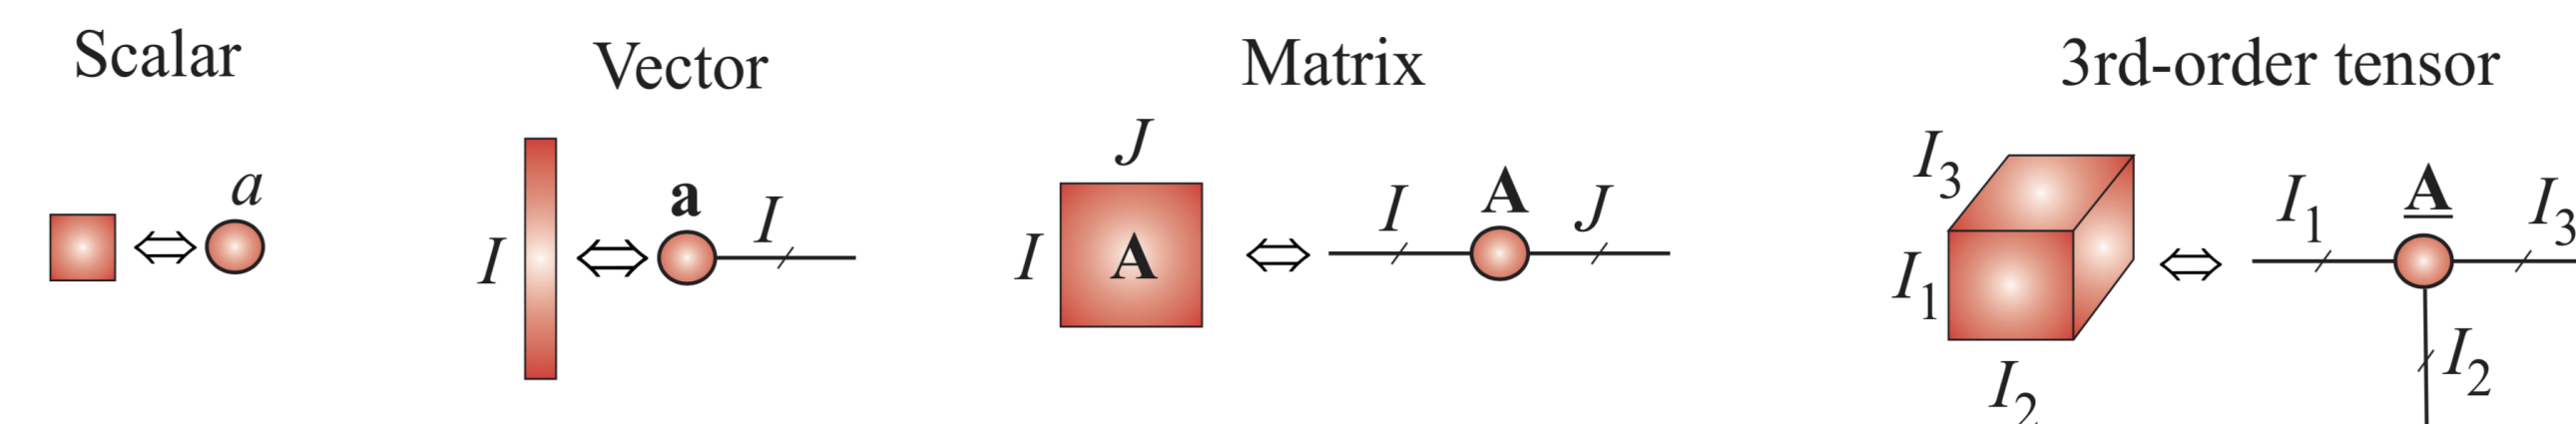 Scalar
Vector
Matrix
3rd-order tensor
a
I
a
I
J
I
A
I
A
J
I3
I1
I2
I1
A
I3
I2